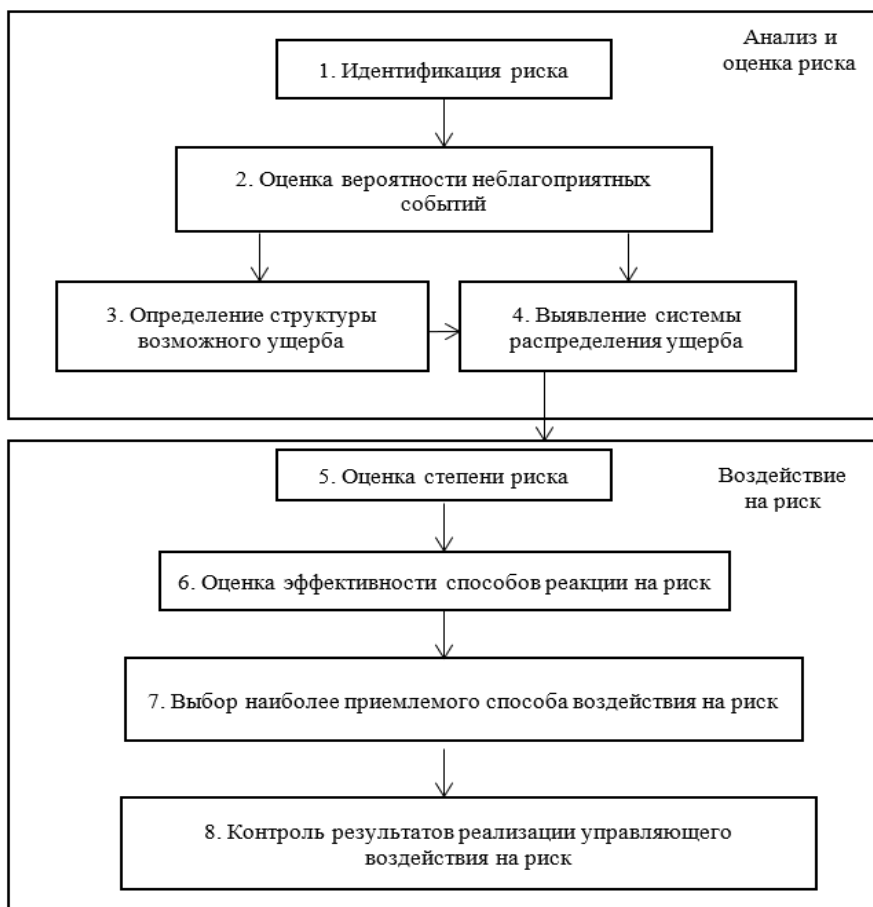 Анализ и
оценка риска
1. Идентификация риска
2. Оценка вероятности неблагоприятных
событий
3. Определение структуры
возможного ущерба
4. Выявление системы
распределения ущерба
5. Оценка степени риска
Воздействие
на риск
6. Оценка эффективности способов реакции на риск
7. Выбор наиболее приемлемого способа воздействия на риск
8. Контроль результатов реализации управляющего
воздействия на риск